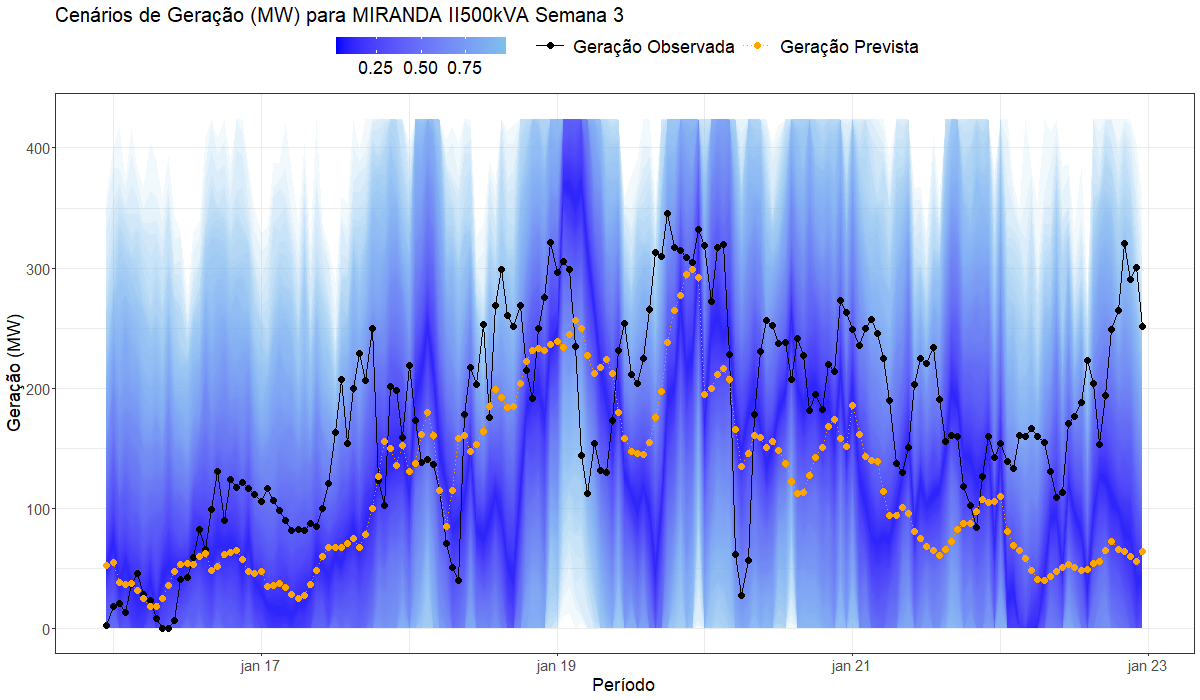 Cenários de Geração (MW) para MIRANDA II500kVA Semana 3
0.25 0.50 0.75
Geração Observada
Geração Prevista
Geração (MW)
400
300
200
100
0
jan 17
jan 19
jan 21
jan 23
Período